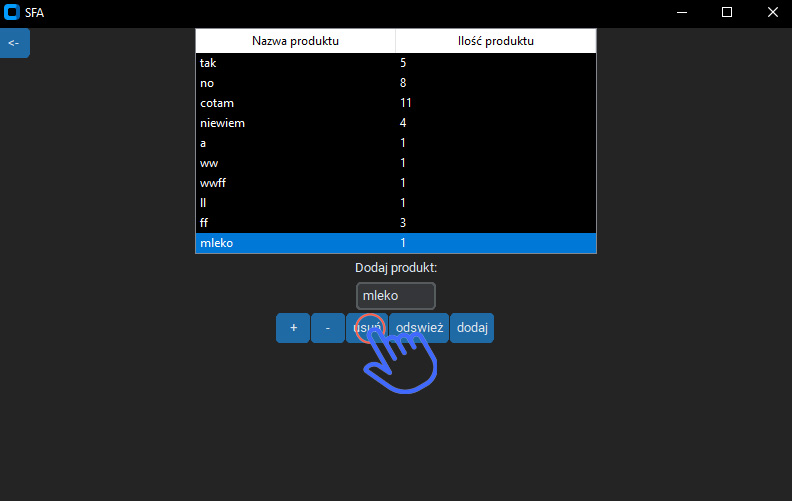 SFA
<-
Nazwa produktu Ilość produktu
tak 5
no 8
cotam 11
niewiem 4
a 1
ww 1
wwff 1
ll 1
ff 3
mleko 1
Dodaj produkt:
mleko
+ - usuń odswież dodaj